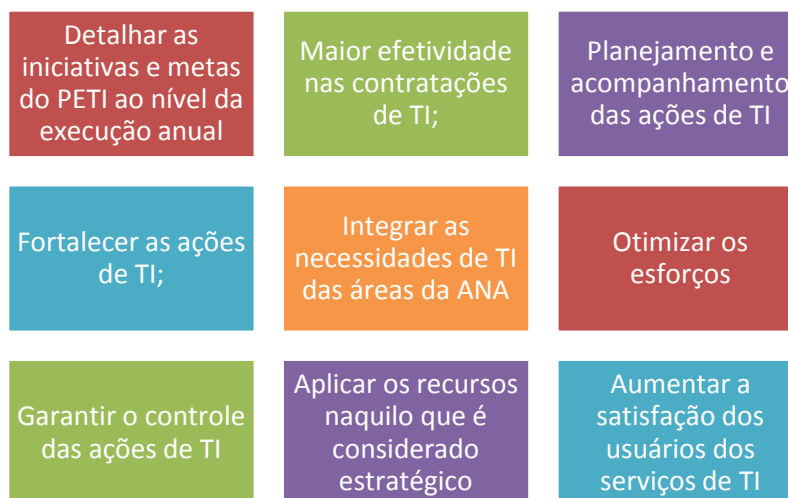 Detalhar as
iniciativas e metas
do PETI ao nível da
execução anual
Maior efetividade
nas contratações
de TI;
Planejamento e
acompanhamento
das ações de TI
Fortalecer as ações
de TI;
Integrar as
necessidades de TI
das áreas da ANA
Otimizar os
esforços
Garantir o controle
das ações de TI
Aplicar os recursos
naquilo que é
considerado
estratégico
Aumentar a
satisfação dos
usuários dos
serviços de TI